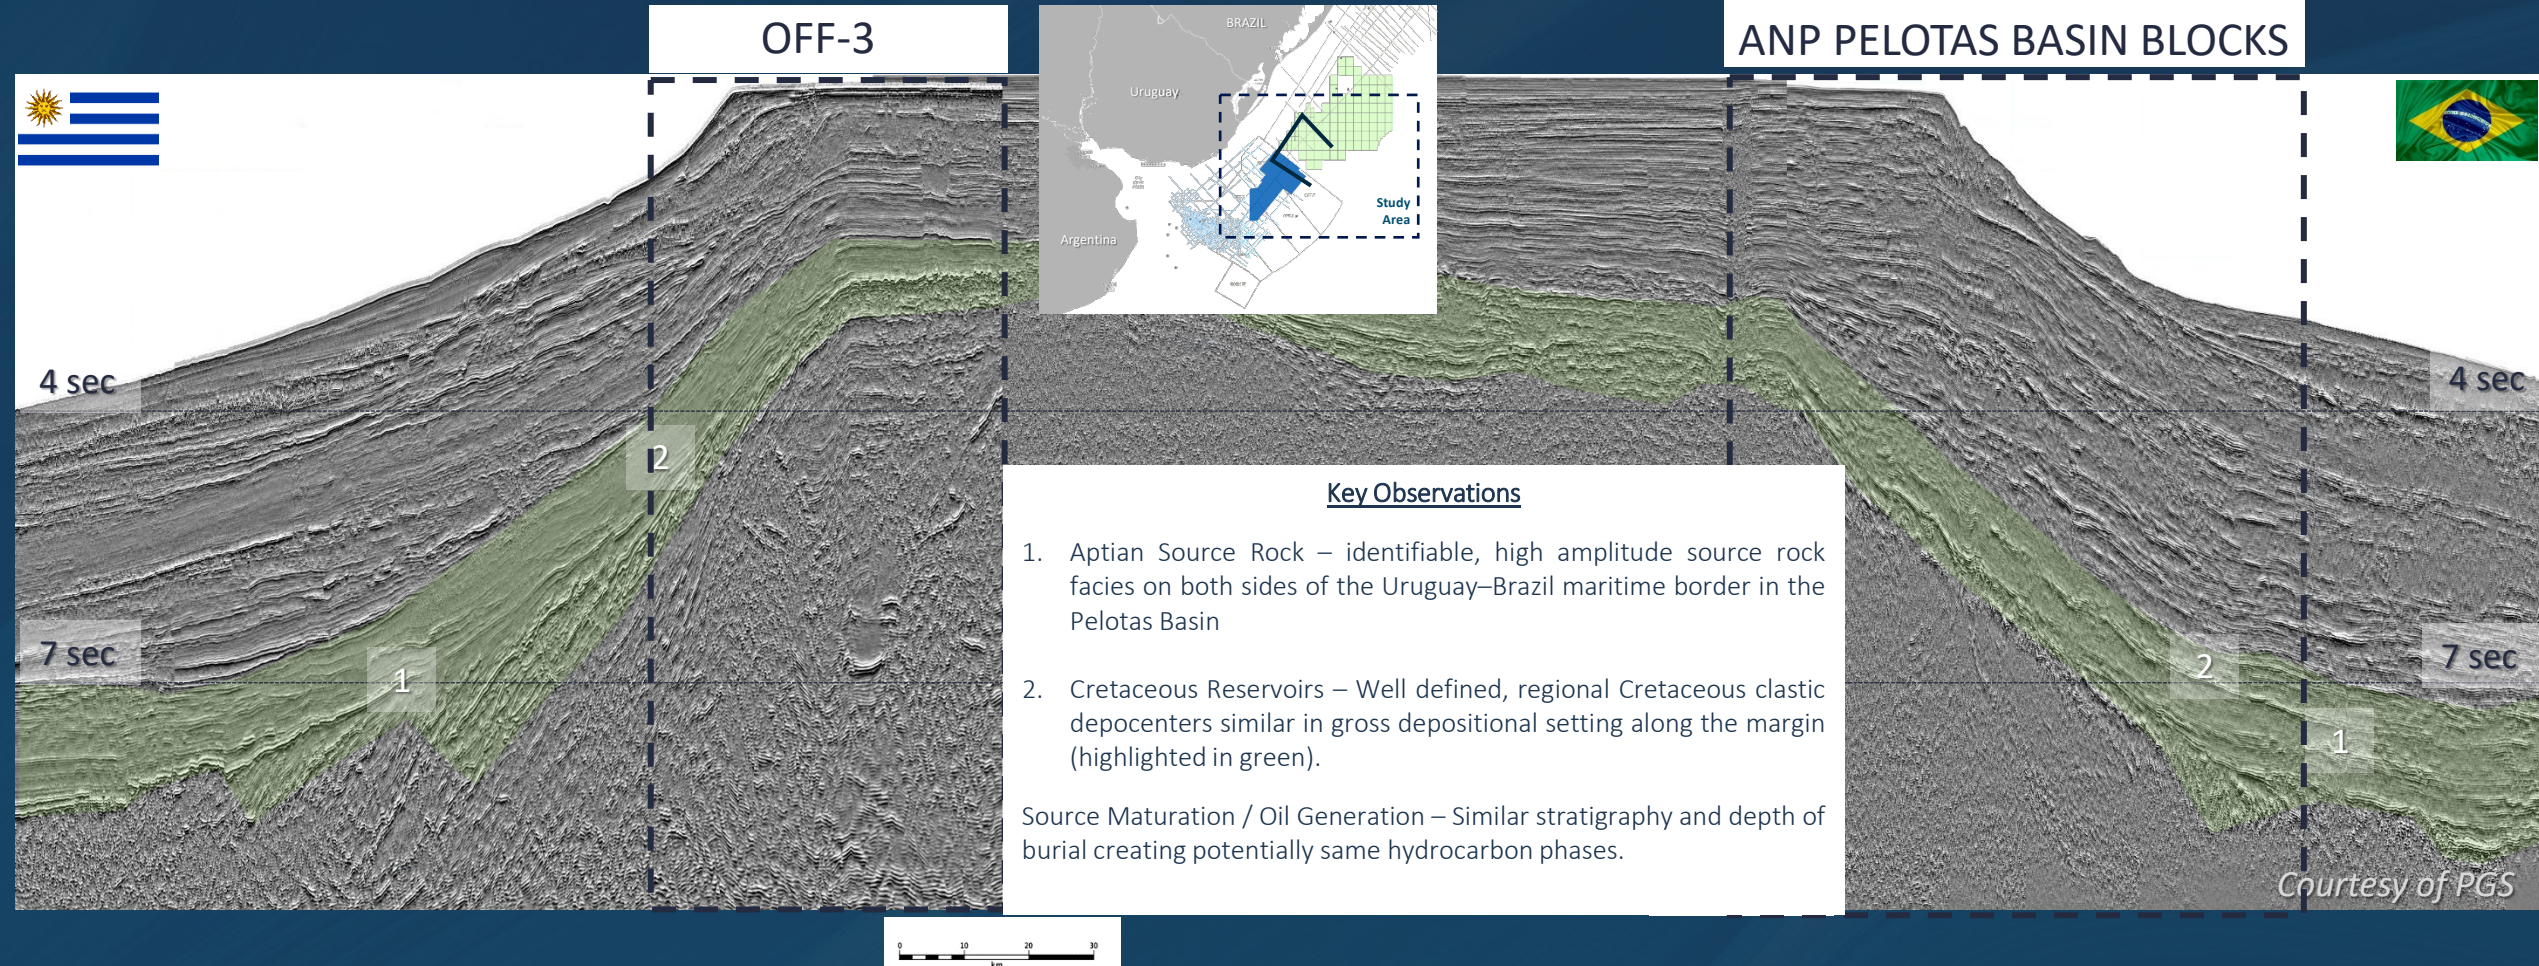 OFF-3
ANP PELOTAS BASIN BLOCKS
BRAZIL
Uruguay
Argentina
Study
Area
4 sec
4 sec
2
7 sec
1
7 sec
2
1
Key Observations
1. Aptian Source Rock – identifiable, high amplitude source rock
facies on both sides of the Uruguay–Brazil maritime border in the
Pelotas Basin
2. Cretaceous Reservoirs – Well defined, regional Cretaceous clastic
depocenters similar in gross depositional setting along the margin
(highlighted in green).
Source Maturation / Oil Generation – Similar stratigraphy and depth of
burial creating potentially same hydrocarbon phases.
Courtesy of PGS
0 10 20 30
km